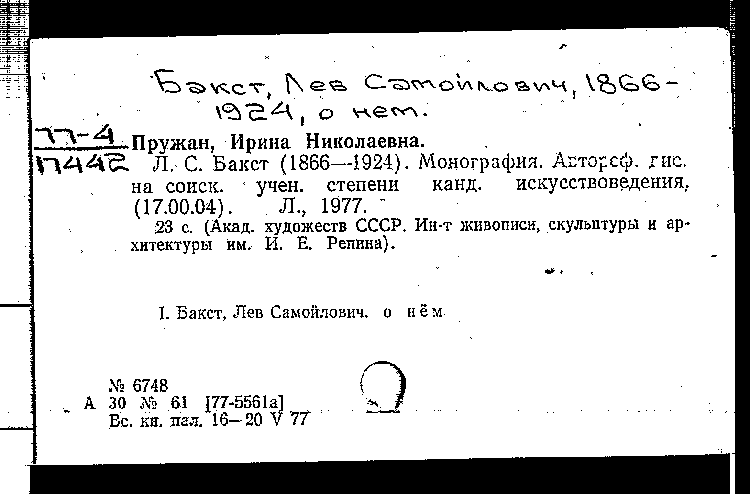 Бакст, Лев Самойлович, 1866-
1924, о нем.
77-4
17442
Пружан, Ирина Николаевна.
Л. С. Бакст (1866—1924). Монография. Автореф. дис.
на соиск. учен. степени канд. искусствоведения.
(17.00.04). Л., 1977.
23 с. (Акад. художеств СССР. Ин-т живописи, скульптуры и ар-
хитектуры им. И. Е. Репина).
I. Бакст, Лев Самойлович. о нём
№ 6748
А 30 № 61 [77-5561а]
Вс. кн. пал. 16—20 V 77